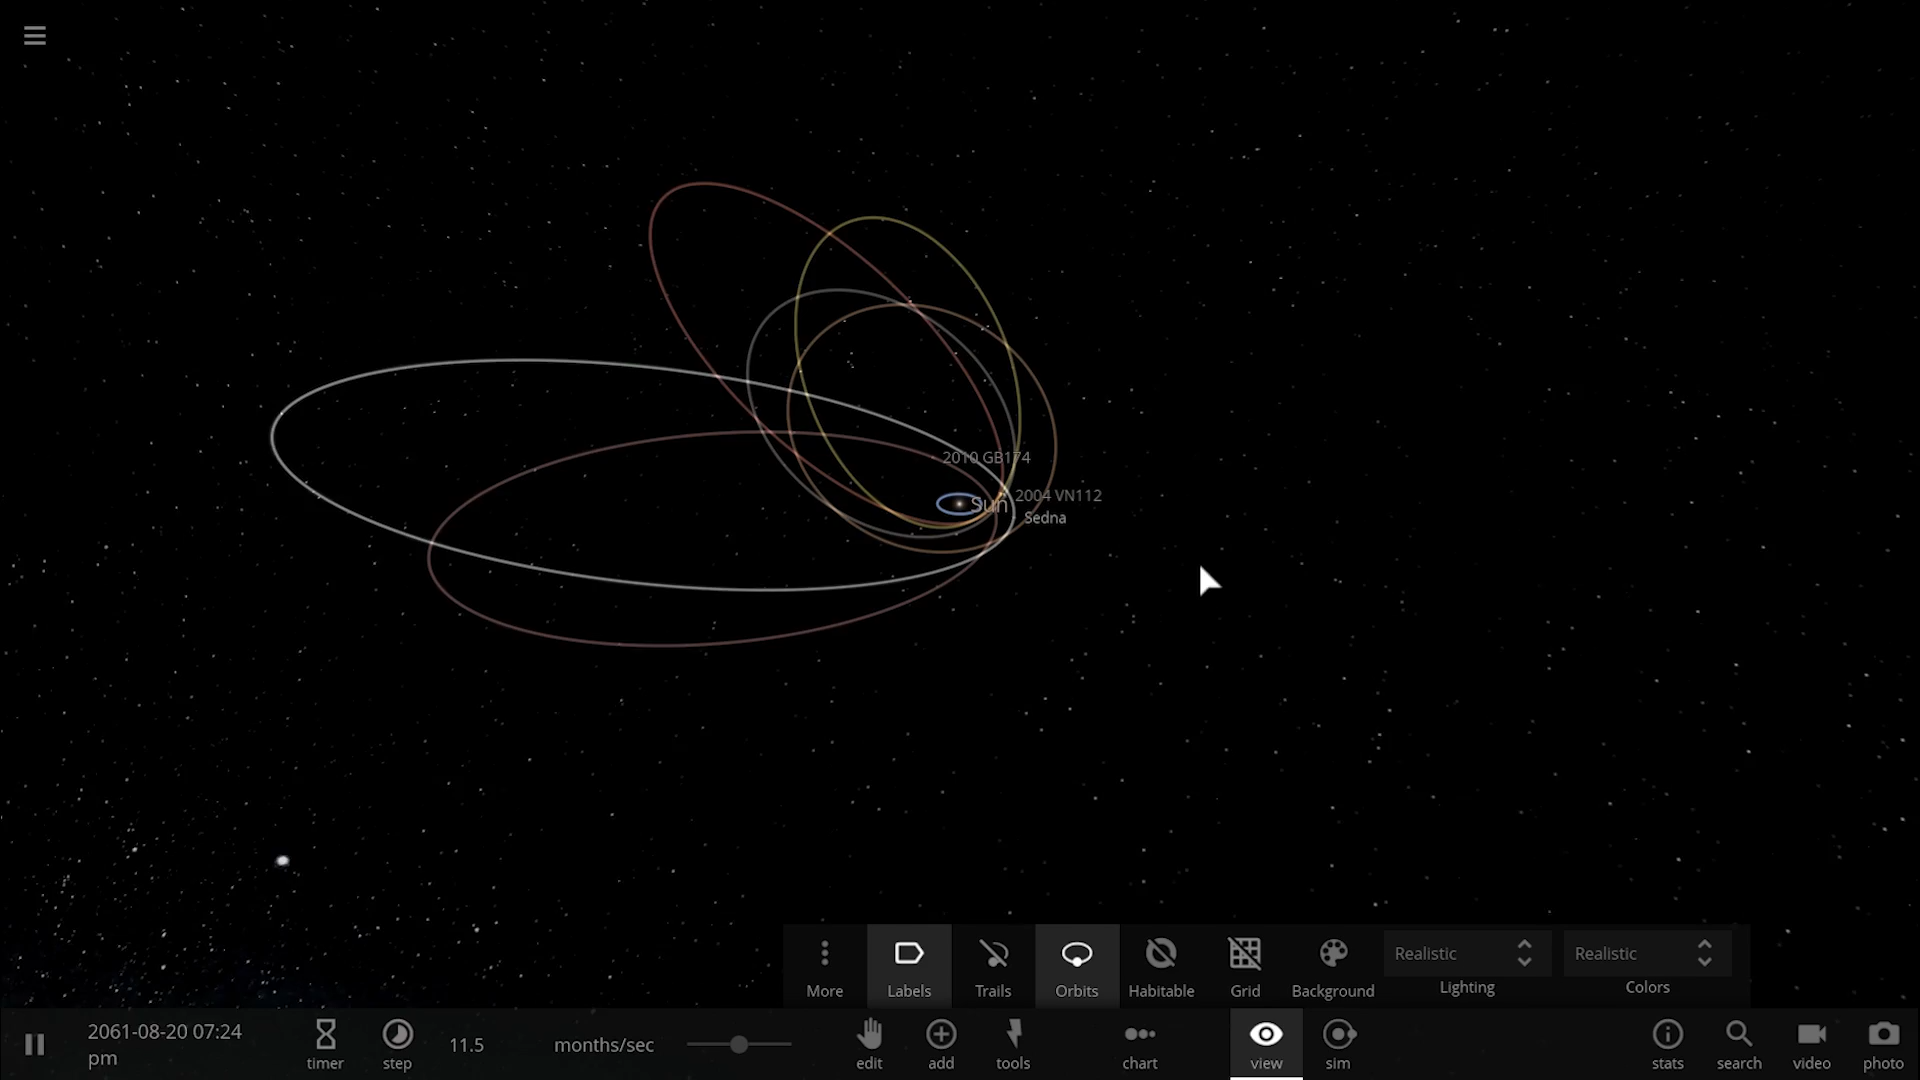 2010 GB174
2004 VN112
Sun
Sedna
More
Labels
Trails
Orbits
Habitable
Grid
Background
Realistic
Lighting
Realistic
Colors
2061-08-20 07:24
pm
timer
step
11.5
months/sec
edit
add
tools
chart
view
sim
stats
search
video
photo